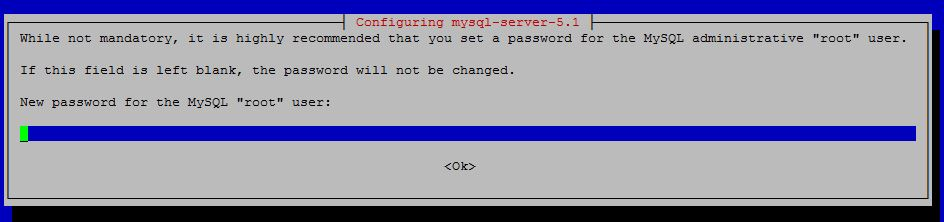 Configuring mysql-server-5.1
While not mandatory, it is highly recommended that you set a password for the MySQL administrative "root" user.
If this field is left blank, the password will not be changed.
New password for the MySQL "root" user:
<Ok>